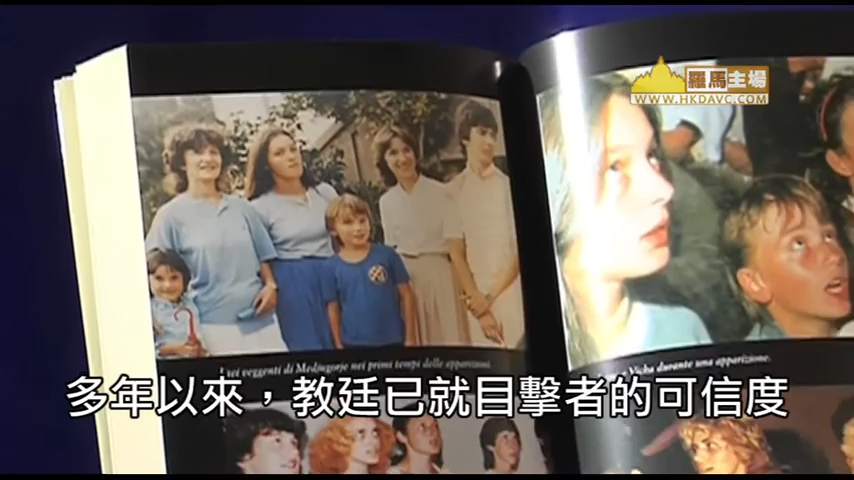 羅馬主場
WWW.HKDAVC.COM
I sei veggenti di Medjugorje nei primi tempi delle apparizioni.
Vicka durante una apparizione.
多年以來，教廷已就目擊者的可信度